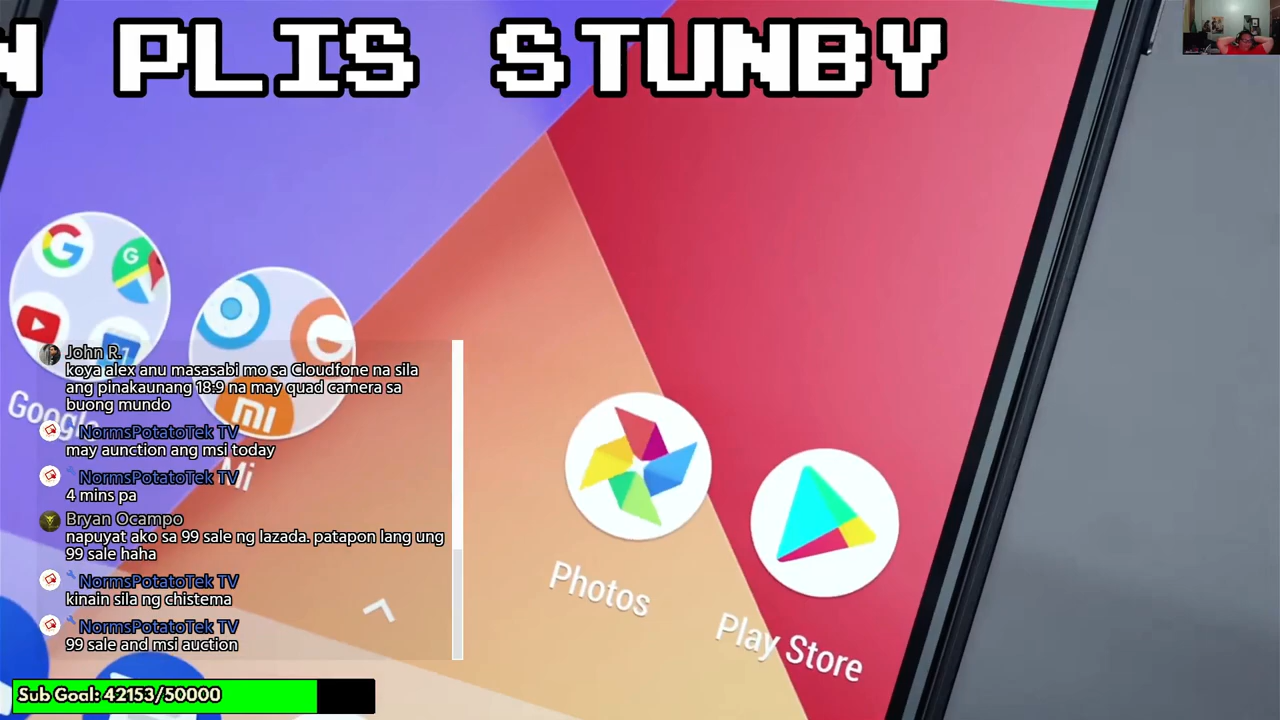 PLIS STUNBY
John R.
koya alex anu masasabi mo sa Cloudfone na sila
ang pinakaunang 18:9 na may quad camera sa
buong mundo
NormsPotatoTek TV
may aunction ang msi today
NormsPotatoTek TV
4 mins pa
Bryan Ocampo
napuyat ako sa 99 sale ng lazada. patapon lang ung
99 sale haha
NormsPotatoTek TV
kinain sila ng chistema
NormsPotatoTek TV
99 sale and msi auction
Google
Mi
Photos
Play Store
Sub Goal: 42153/50000